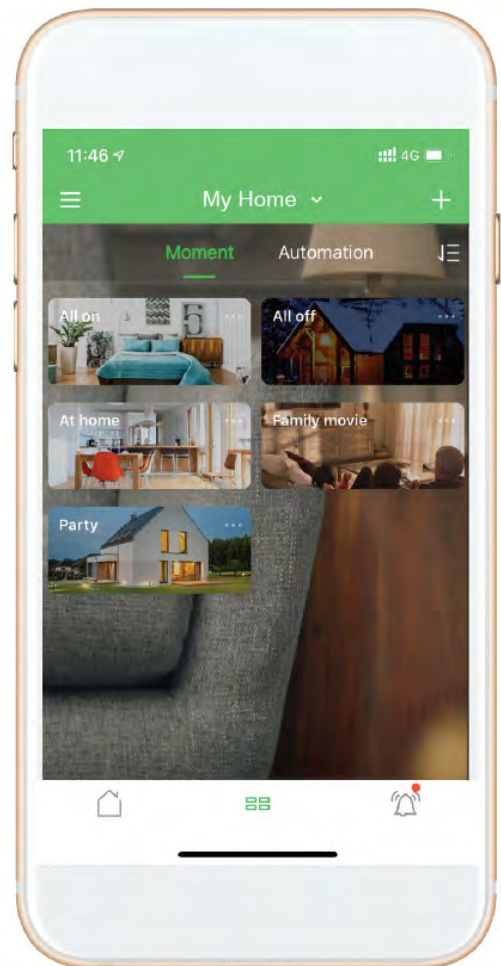 11:46 4G
My Home
Moment Automation
All on All off
At home Family movie
Party